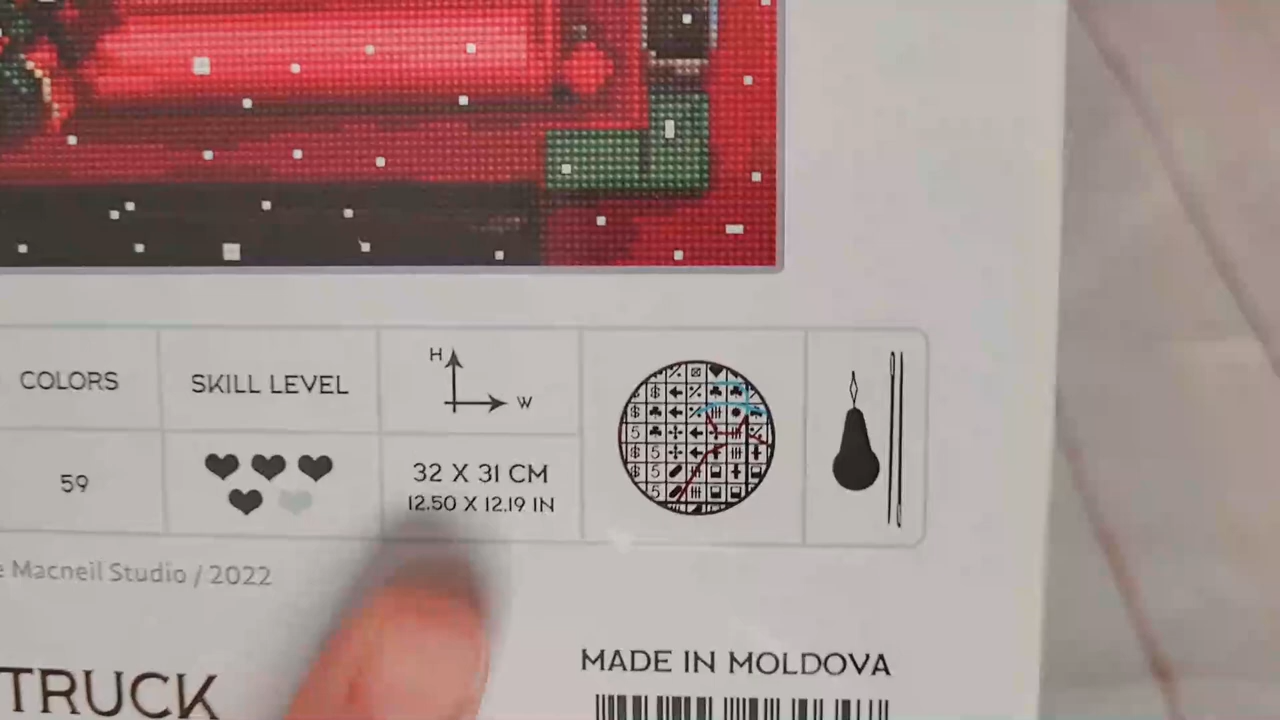 COLORS
SKILL LEVEL
H
W
59
32 X 31 CM
12.50 X 12.19 IN
Macneil Studio / 2022
TRUCK
MADE IN MOLDOVA